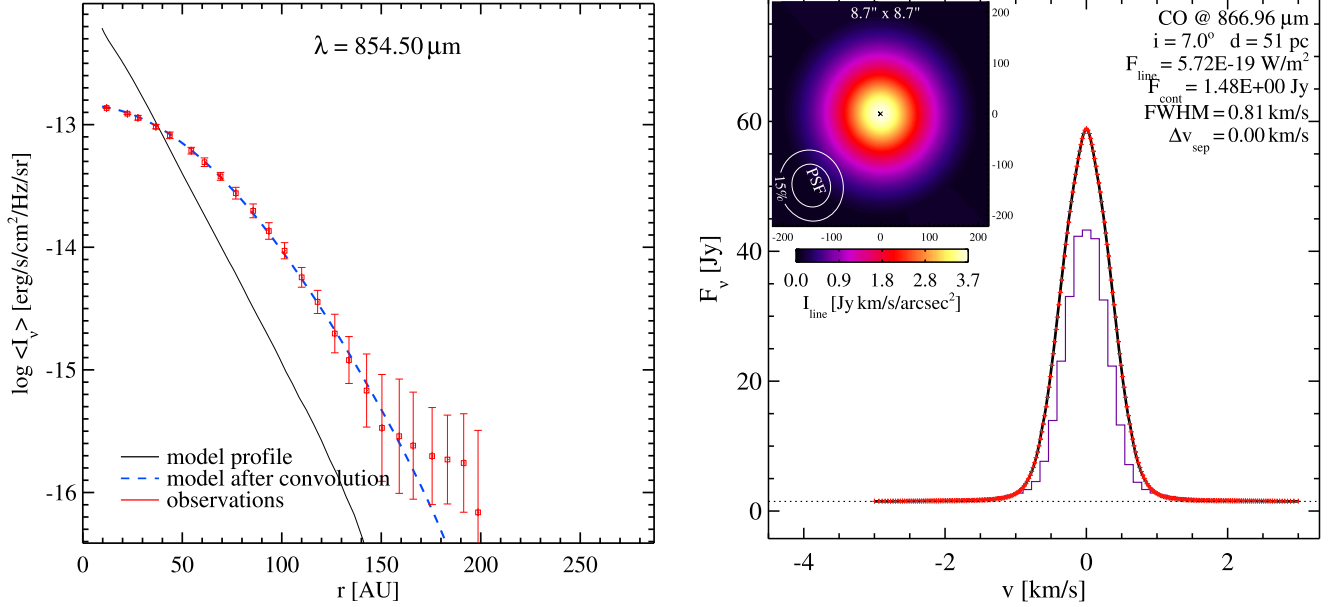 λ = 854.50 μm
-13
-14
-15
-16
log <I_ν> [erg/s/cm²/Hz/sr]
model profile
model after convolution
observations
0 50 100 150 200 250
r [AU]
8.7" x 8.7"
200
100
0
-100
-200
PSF
15%
-200 -100 0 100 200
0.0 0.9 1.8 2.8 3.7
I_line [Jy km/s/arcsec²]
CO @ 866.96 μm
i = 7.0° d = 51 pc
F_line = 5.72E-19 W/m²
F_cont = 1.48E+00 Jy
FWHM = 0.81 km/s
Δv_sep = 0.00 km/s
60
40
20
0
F_ν [Jy]
-4 -2 0 2
v [km/s]